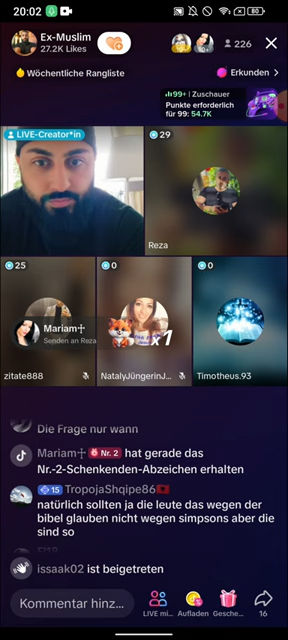 20:02
80
Ex-Muslim
27.2K Likes
226
Wöchentliche Rangliste
Erkunden >
99+ | Zuschauer
Punkte erforderlich
für 99: 54.7K
LIVE-Creator*in
29
Reza
25
0
0
Mariam☥
Senden an Reza
x1
zitate888
NatalyJüngerinJ...
Timotheus.93
Die Frage nur wann
Mariam☥ Nr. 2 hat gerade das
Nr.-2-Schenkenden-Abzeichen erhalten
15 TropojaShqipe86🇦🇱
natürlich sollten ja die leute das wegen der
bibel glauben nicht wegen simpsons aber die
sind so
issaak02 ist beigetreten
Kommentar hinz...
LIVE mi...
Aufladen
Gesche...
16